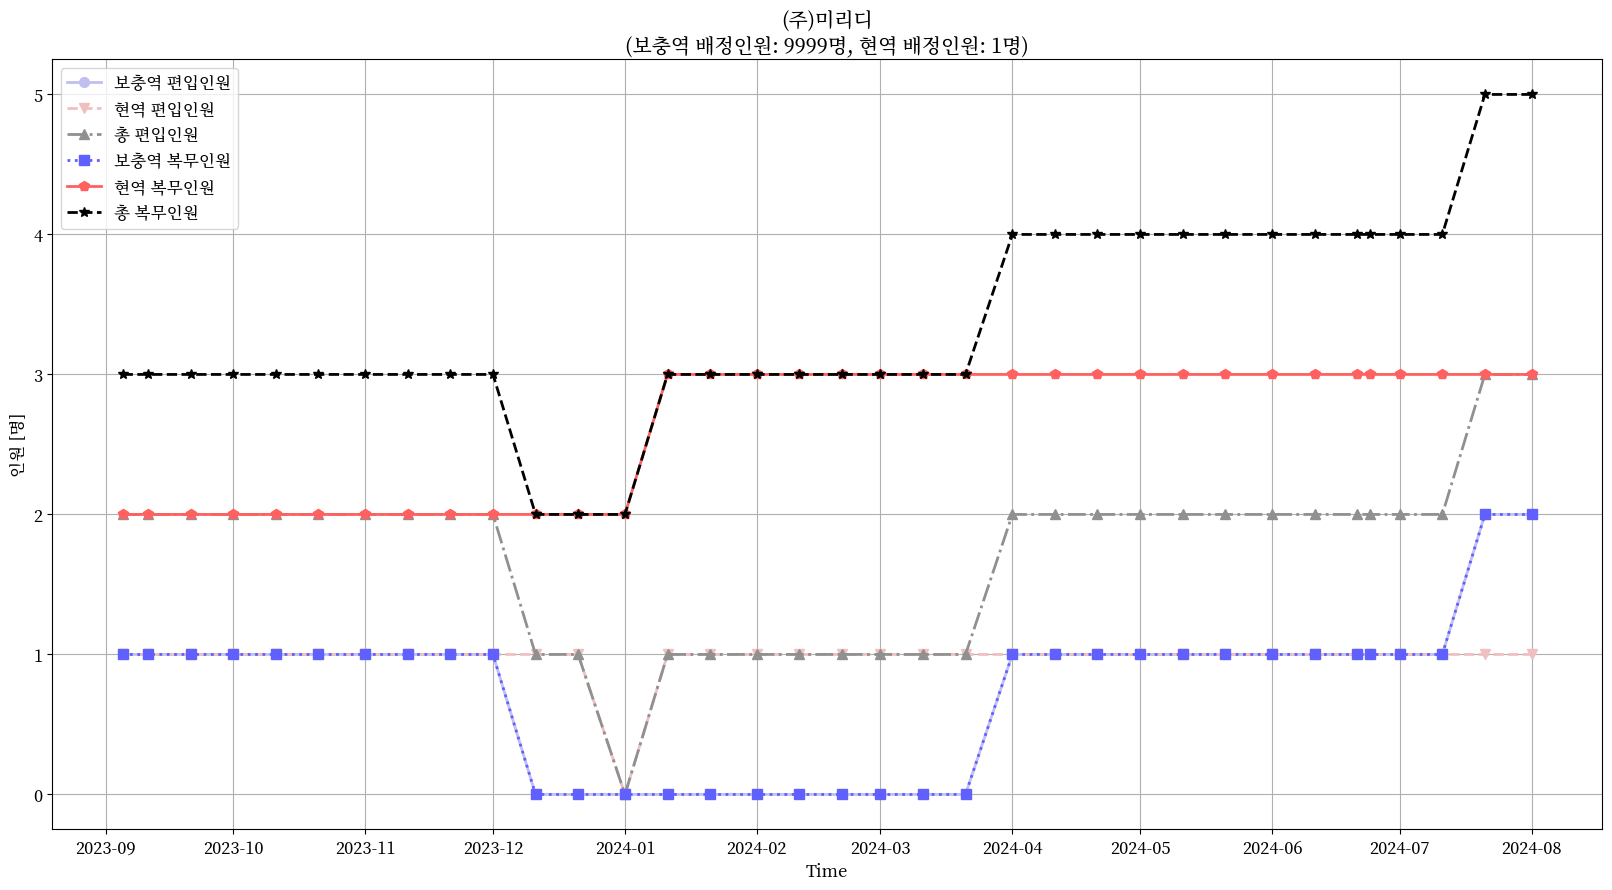 (주)미리디
(보충역 배정인원: 9999명, 현역 배정인원: 1명)
보충역 편입인원
현역 편입인원
총 편입인원
보충역 복무인원
현역 복무인원
총 복무인원
인원 [명]
5
4
3
2
1
0
2023-09 2023-10 2023-11 2023-12 2024-01 2024-02 2024-03 2024-04 2024-05 2024-06 2024-07 2024-08
Time